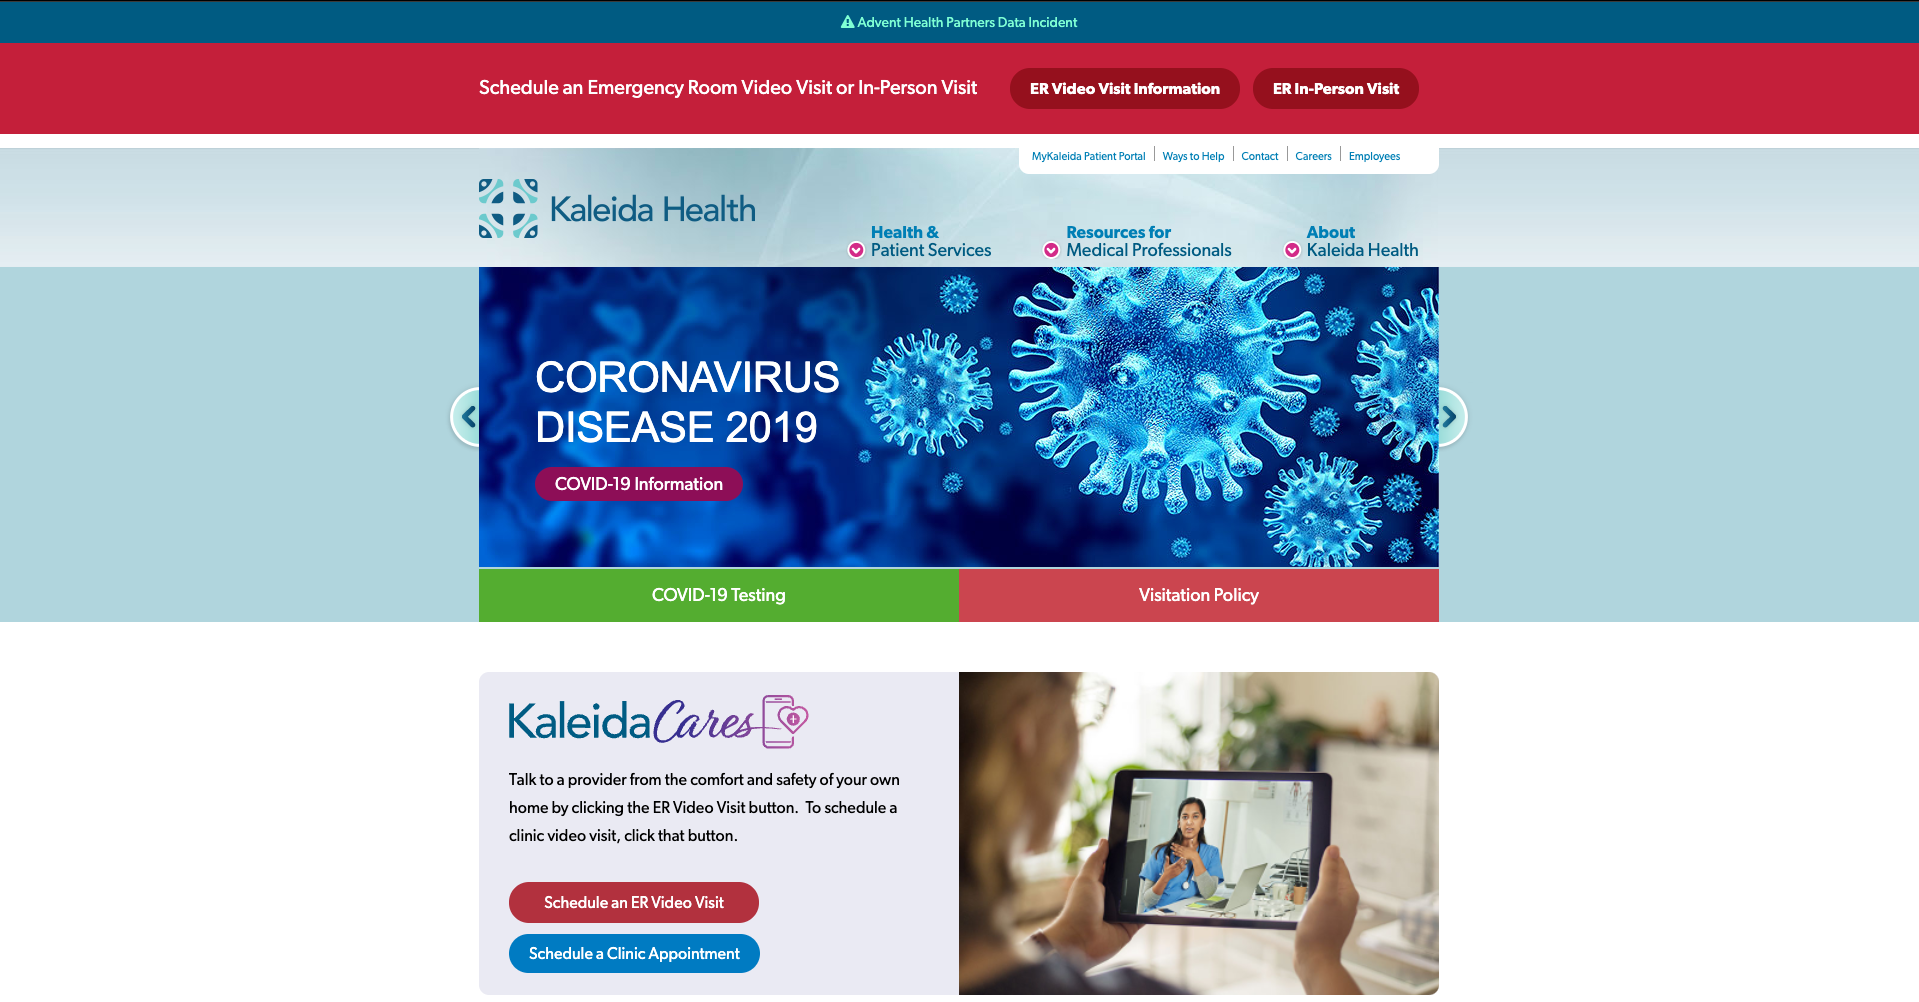 Advent Health Partners Data Incident
Schedule an Emergency Room Video Visit or In-Person Visit
ER Video Visit Information
ER In-Person Visit
MyKaleida Patient Portal
Ways to Help
Contact
Careers
Employees
Kaleida Health
Health &
Patient Services
Resources for
Medical Professionals
About
Kaleida Health
CORONAVIRUS
DISEASE 2019
COVID-19 Information
COVID-19 Testing
Visitation Policy
KaleidaCares
Talk to a provider from the comfort and safety of your own
home by clicking the ER Video Visit button.  To schedule a
clinic video visit, click that button.
Schedule an ER Video Visit
Schedule a Clinic Appointment